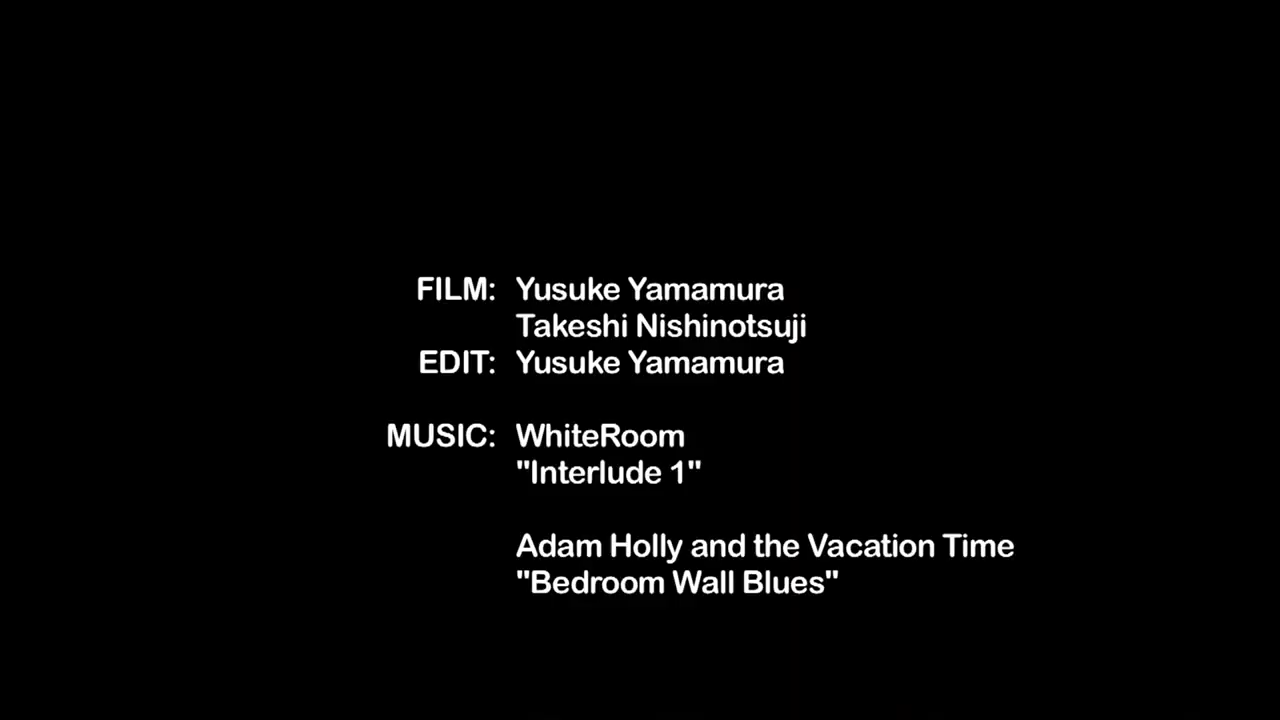 FILM: Yusuke Yamamura
Takeshi Nishinotsuji
EDIT: Yusuke Yamamura
MUSIC: WhiteRoom
"Interlude 1"
Adam Holly and the Vacation Time
"Bedroom Wall Blues"